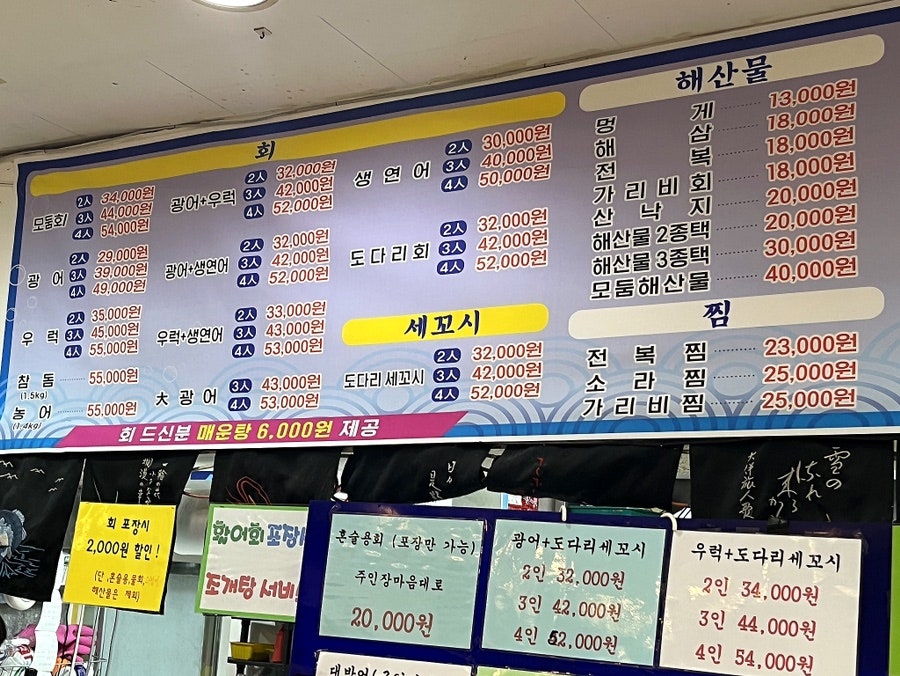 회
모둠회 2人 34,000원
3人 44,000원
4人 54,000원
광어 2人 29,000원
3人 39,000원
4人 49,000원
우럭 2人 35,000원
3人 45,000원
4人 55,000원
참돔 55,000원
(1.5kg)
농어 55,000원
(1.4kg)
광어+우럭 2人 32,000원
3人 42,000원
4人 52,000원
광어+생연어 2人 32,000원
3人 42,000원
4人 52,000원
우럭+생연어 2人 33,000원
3人 43,000원
4人 53,000원
大광어 3人 43,000원
4人 53,000원
생연어 2人 30,000원
3人 40,000원
4人 50,000원
도다리회 2人 32,000원
3人 42,000원
4人 52,000원
세꼬시
도다리세꼬시 2人 32,000원
3人 42,000원
4人 52,000원
회 드신분 매운탕 6,000원 제공
해산물
멍게 13,000원
해삼 18,000원
전복 18,000원
가리비회 18,000원
산낙지 20,000원
해산물 2종택 20,000원
해산물 3종택 30,000원
모둠해산물 40,000원
찜
전복찜 23,000원
소라찜 25,000원
가리비찜 25,000원
회 포장시
2,000원 할인!
해산물은 제외)
조개탕 서비
혼술용회 (포장만 가능)
주인장마음대로
20,000원
광어+도다리세꼬시
2인 32,000원
3인 42,000원
4인 52,000원
우럭+도다리세꼬시
2인 34,000원
3인 44,000원
4인 54,000원